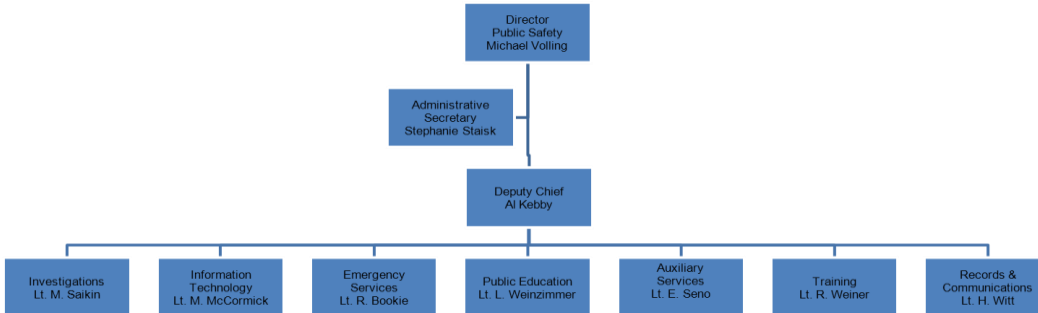 Director
Public Safety
Michael Volling
Administrative
Secretary
Stephanie Staisk
Deputy Chief
Al Kebby
Investigations
Lt. M. Saikin
Information
Technology
Lt. M. McCormick
Emergency
Services
Lt. R. Bookie
Public Education
Lt. L. Weinzimmer
Auxiliary
Services
Lt. E. Seno
Training
Lt. R. Weiner
Records &
Communications
Lt. H. Witt